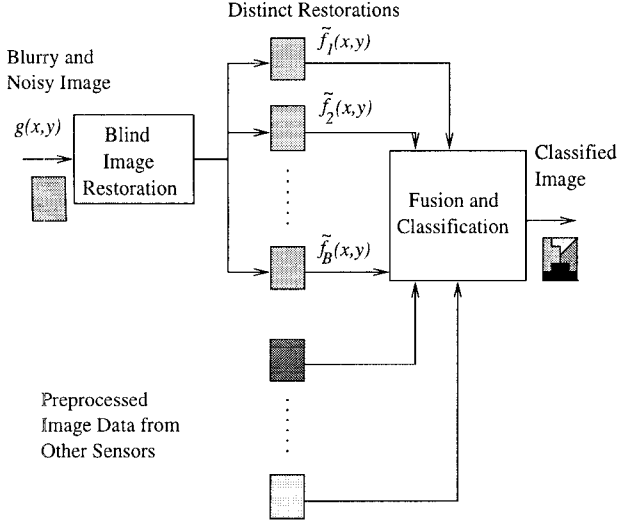 Distinct Restorations
Blurry and
Noisy Image
g(x,y)
Blind
Image
Restoration
f̃₁(x,y)
f̃₂(x,y)
f̃_B(x,y)
Fusion and
Classification
Classified
Image
Preprocessed
Image Data from
Other Sensors